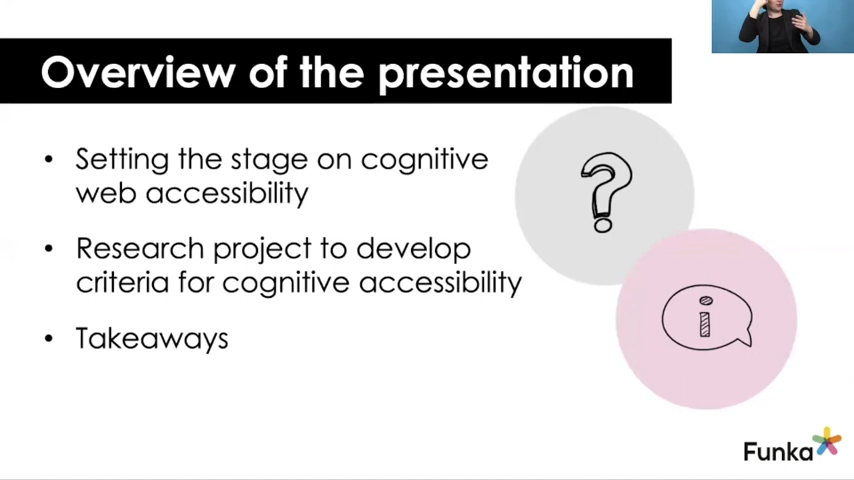 Overview of the presentation
• Setting the stage on cognitive
web accessibility
• Research project to develop
criteria for cognitive accessibility
• Takeaways
?
i
Funka